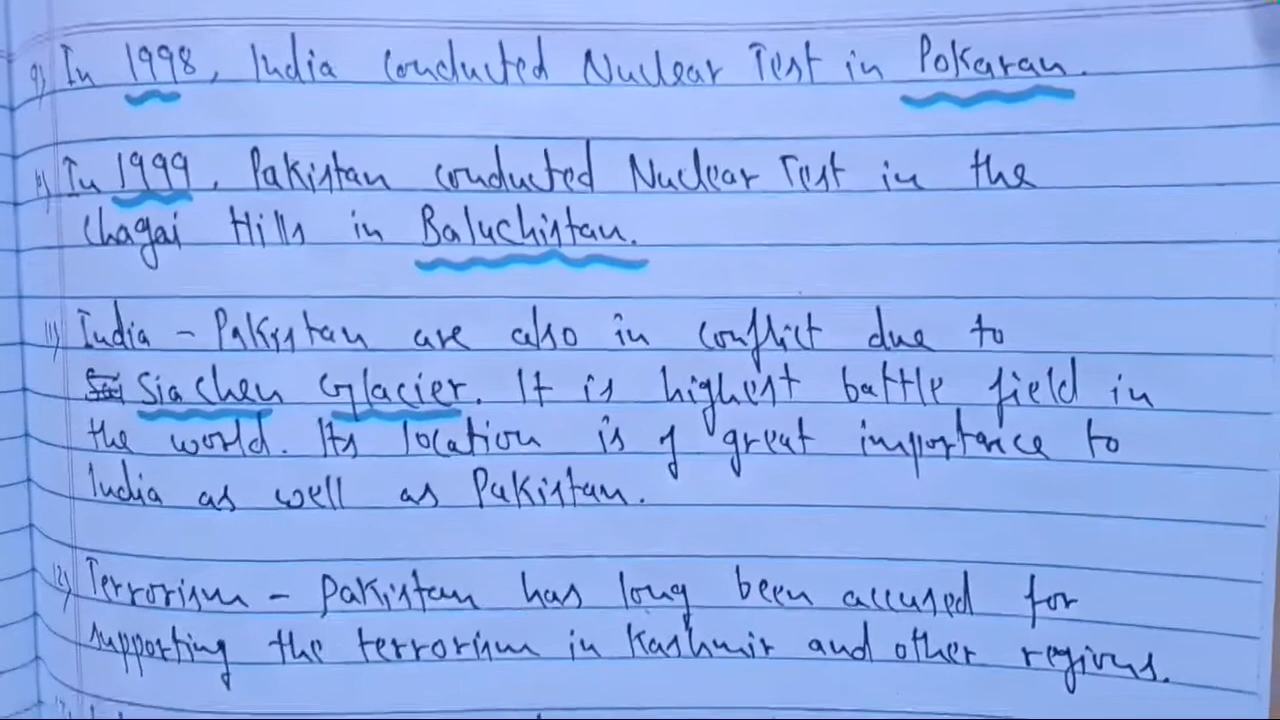 9) In 1998, India conducted Nuclear Test in Pokaran.
10) In 1999, Pakistan conducted Nuclear Test in the
Chagai Hills in Baluchistan.
11) India - Pakistan are also in conflict due to
Siachen Glacier. It is highest battle field in
the world. Its location is of great importance to
India as well as Pakistan.
12) Terrorism - Pakistan has long been accused for
supporting the terrorism in Kashmir and other regions.